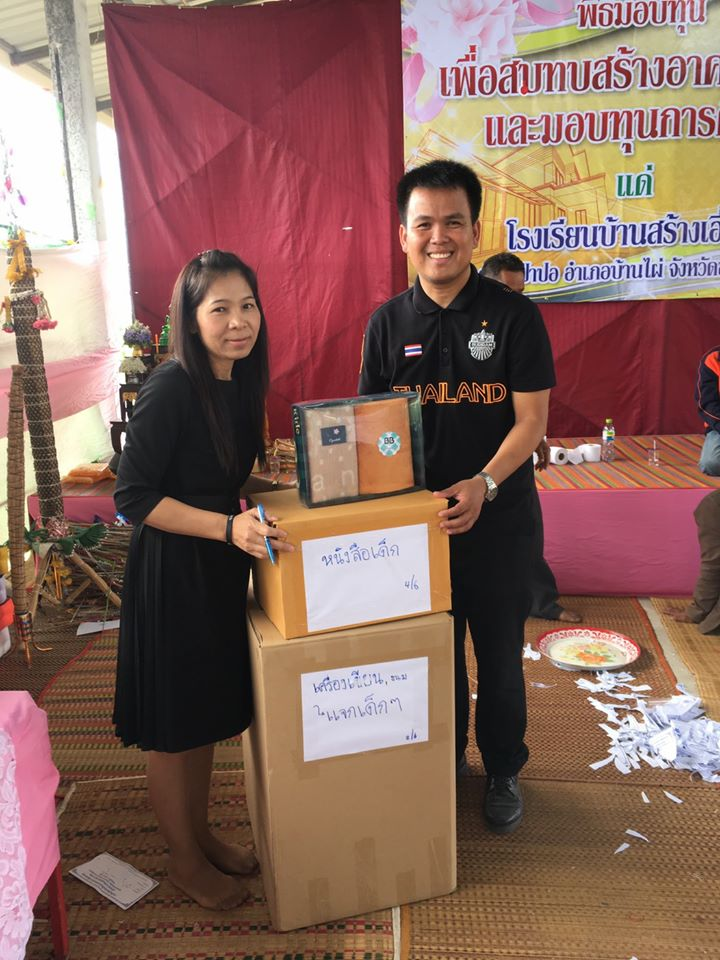 พิธีมอบทุน
เพื่อสมทบสร้างอาค
และมอบทุนการ
แด่
โรงเรียนบ้านสร้างเอี
ป่าปอ อำเภอบ้านไผ่ จังหวัด
BURIRAM
THAILAND
BB
หนังสือเด็ก
4/6
เครื่องเขียน, ขนม
ไแจกเด็กๆ